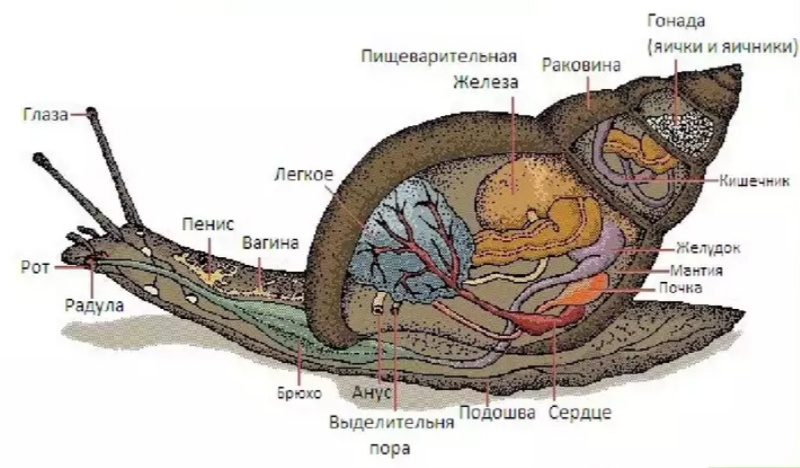 Гонада
(яички и яичники)
Пищеварительная
Железа
Раковина
Глаза
Легкое
Кишечник
Пенис
Вагина
Желудок
Мантия
Почка
Рот
Радула
Брюхо
Анус
Выделительня
пора
Подошва
Сердце